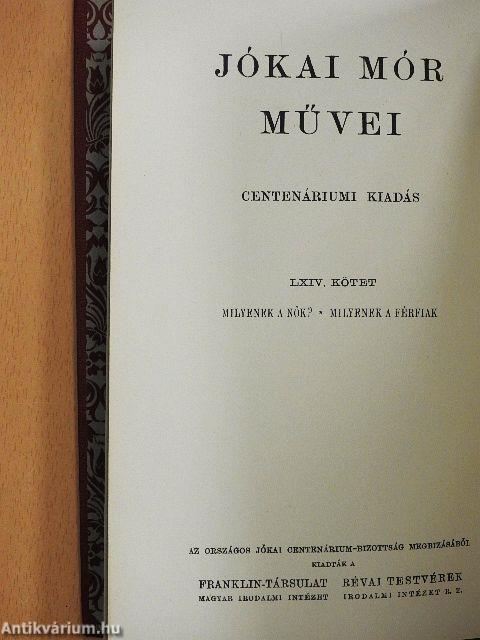 JÓKAI MÓR
MŰVEI
CENTENÁRIUMI KIADÁS
LXIV. KÖTET
MILYENEK A NŐK? * MILYENEK A FÉRFIAK
AZ ORSZÁGOS JÓKAI CENTENÁRIUM-BIZOTTSÁG MEGBIZÁSÁBÓL
KIADTÁK A
FRANKLIN-TÁRSULAT RÉVAI TESTVÉREK
MAGYAR IRODALMI INTÉZET IRODALMI INTÉZET R. T.
Antikvárium.hu